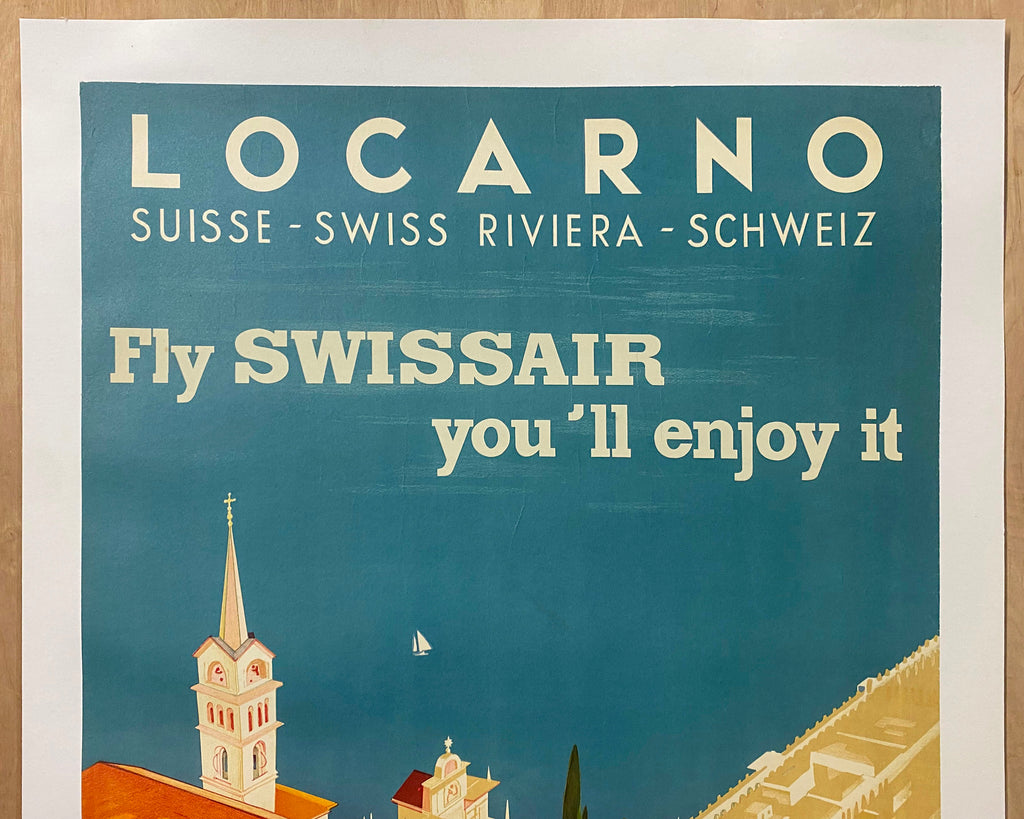 LOCARNO
SUISSE - SWISS RIVIERA - SCHWEIZ
Fly SWISSAIR
you'll enjoy it